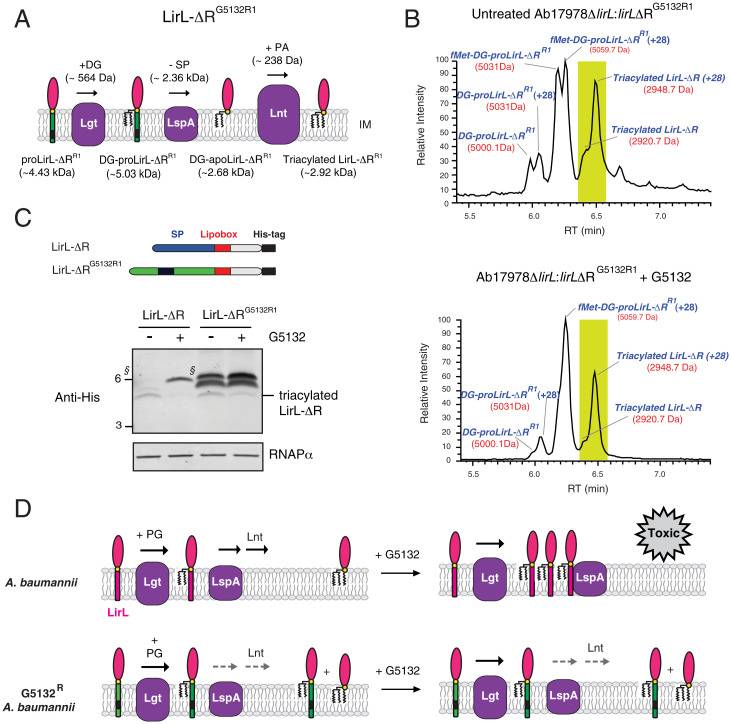 A
LirL-ΔR^G5132R1
+DG
(~ 564 Da)
- SP
(~ 2.36 kDa)
+ PA
(~ 238 Da)
Lgt
LspA
Lnt
IM
proLirL-ΔR^R1
(~4.43 kDa)
DG-proLirL-ΔR^R1
(~5.03 kDa)
DG-apoLirL-ΔR^R1
(~2.68 kDa)
Triacylated LirL-ΔR^R1
(~2.92 kDa)
B
Untreated Ab17978ΔlirL:lirLΔR^G5132R1
Relative Intensity
100
90
80
70
60
50
40
30
20
10
0
fMet-DG-proLirL-ΔR^R1(+28)
(5059.7 Da)
fMet-DG-proLirL-ΔR^R1
(5031Da)
Triacylated LirL-ΔR (+28)
(2948.7 Da)
DG-proLirL-ΔR^R1(+28)
(5031Da)
DG-proLirL-ΔR^R1
(5000.1Da)
Triacylated LirL-ΔR
(2920.7 Da)
5.5
6.0
6.5
7.0
RT (min)
Ab17978ΔlirL:lirLΔR^G5132R1 + G5132
Relative Intensity
100
90
80
70
60
50
40
30
20
10
0
fMet-DG-proLirL-ΔR^R1(+28)
(5059.7 Da)
Triacylated LirL-ΔR (+28)
(2948.7 Da)
DG-proLirL-ΔR^R1(+28)
(5031Da)
Triacylated LirL-ΔR
(2920.7 Da)
DG-proLirL-ΔR^R1
(5000.1Da)
5.5
6.0
6.5
7.0
RT (min)
C
SP
Lipobox
His-tag
LirL-ΔR
LirL-ΔR^G5132R1
LirL-ΔR
LirL-ΔR^G5132R1
- + - + G5132
§
§
6
3
Anti-His
triacylated
LirL-ΔR
RNAPα
D
+ PG
Lnt
Lgt
LspA
A. baumannii
LirL
+ G5132
Lgt
LspA
Toxic
+
PG
Lnt
Lgt
LspA
+
G5132^R
A. baumannii
+ G5132
Lnt
Lgt
LspA
+